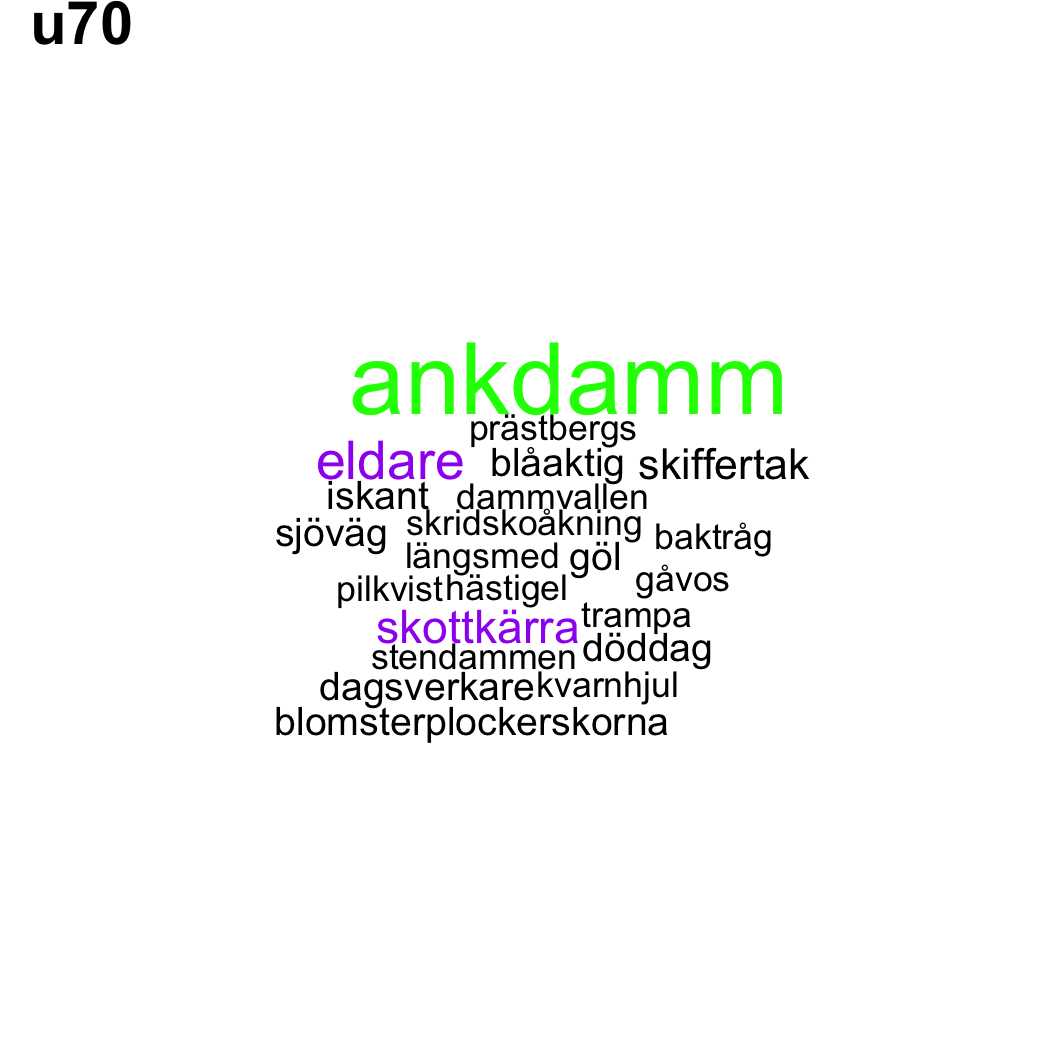 u70
ankdamm
prästbergs
eldare blåaktig skiffertak
iskant dammvallen
sjöväg skridskoåkning baktråg
längsmed göl
pilkvist hästigel gåvos
skottkärra trampa
stendammen döddag
dagsverkare kvarnhjul
blomsterplockerskorna